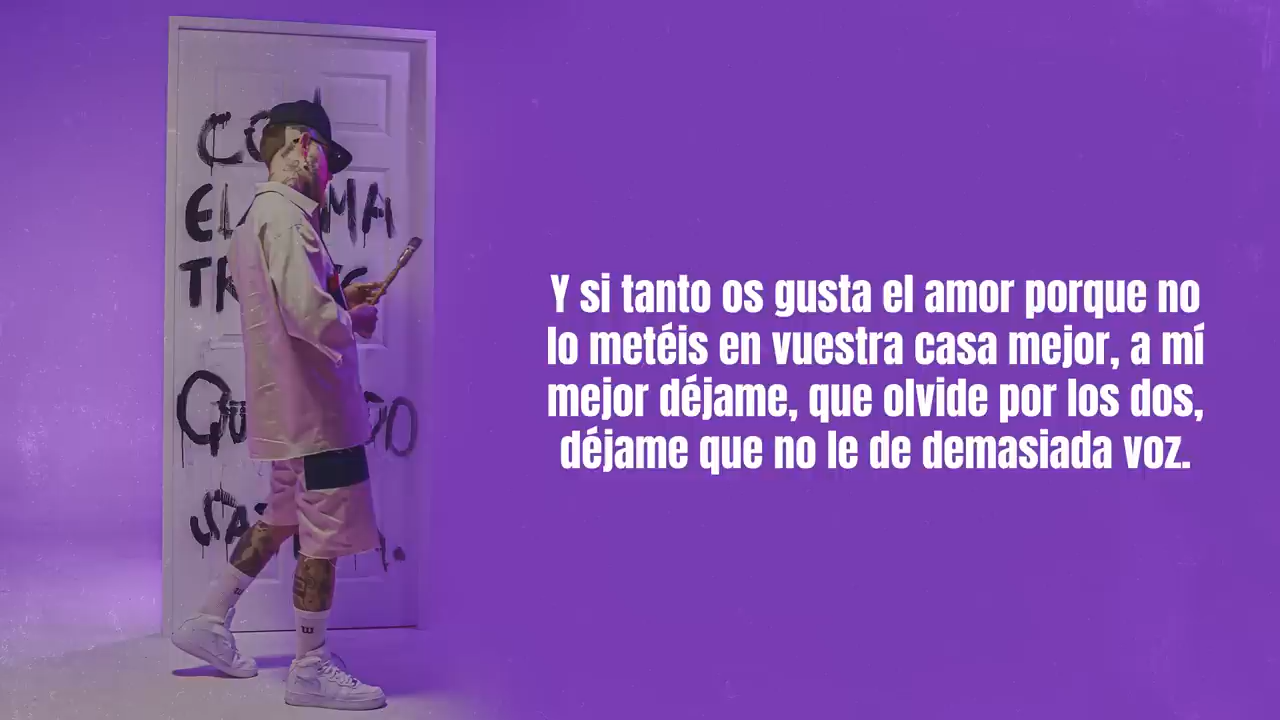 EL
Y si tanto os gusta el amor porque no
lo metéis en vuestra casa mejor, a mí
mejor déjame, que olvide por los dos,
déjame que no le de demasiada voz.